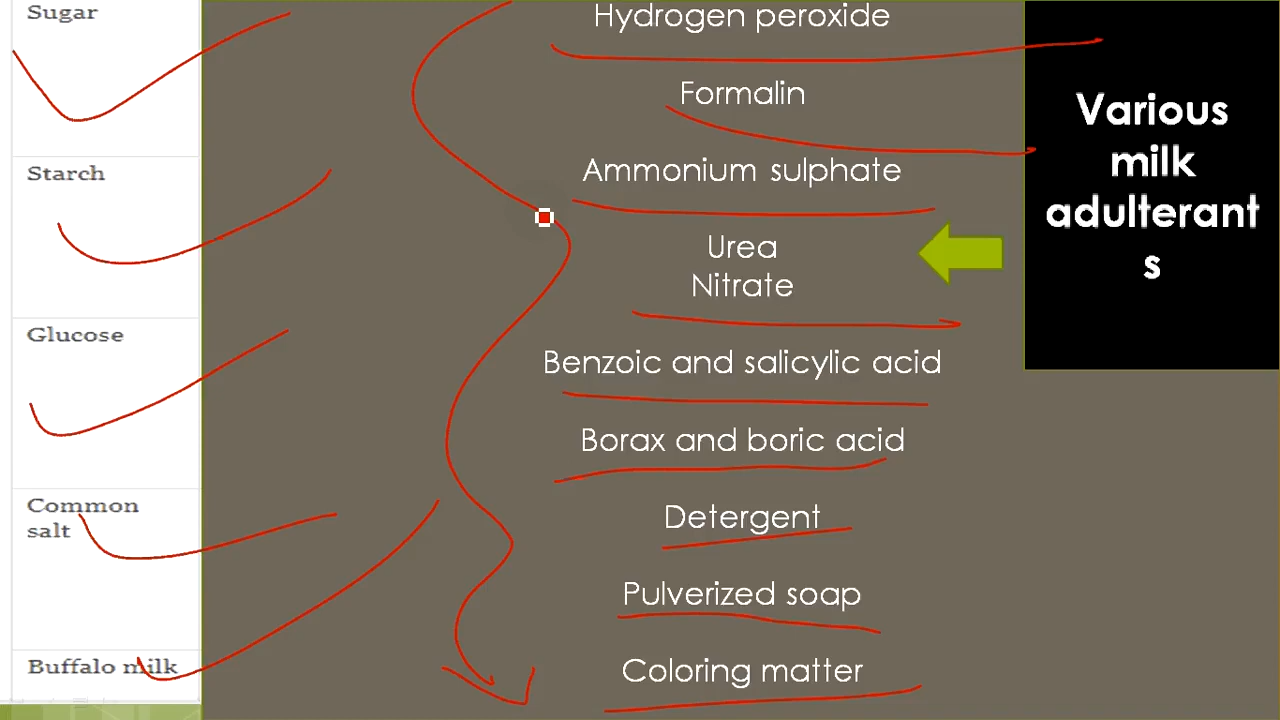 Sugar
Starch
Glucose
Common
salt
Buffalo milk
Hydrogen peroxide
Formalin
Ammonium sulphate
Urea
Nitrate
Benzoic and salicylic acid
Borax and boric acid
Detergent
Pulverized soap
Coloring matter
Various
milk
adulterant
s